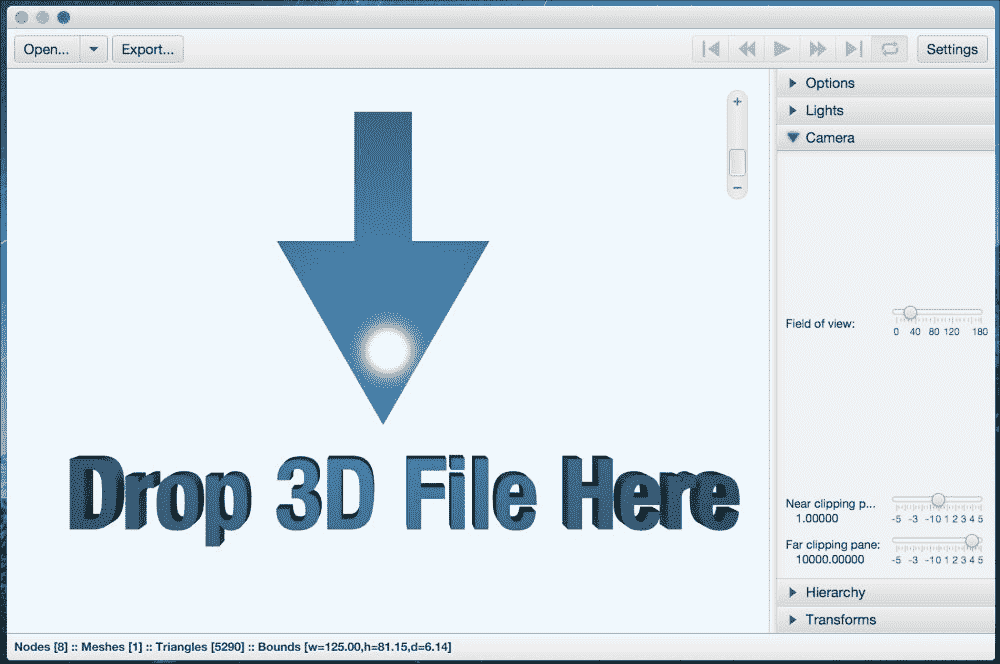 Open...
Export...
Settings
+
−
Options
Lights
Camera
Field of view:
0 40 80 120 180
Near clipping p...
1.00000
-5 -3 -1 0 1 2 3 4 5
Far clipping pane:
10000.00000
-5 -3 -1 0 1 2 3 4 5
Hierarchy
Transforms
Drop 3D File Here
Nodes [8] :: Meshes [1] :: Triangles [5290] :: Bounds [w=125.00,h=81.15,d=6.14]